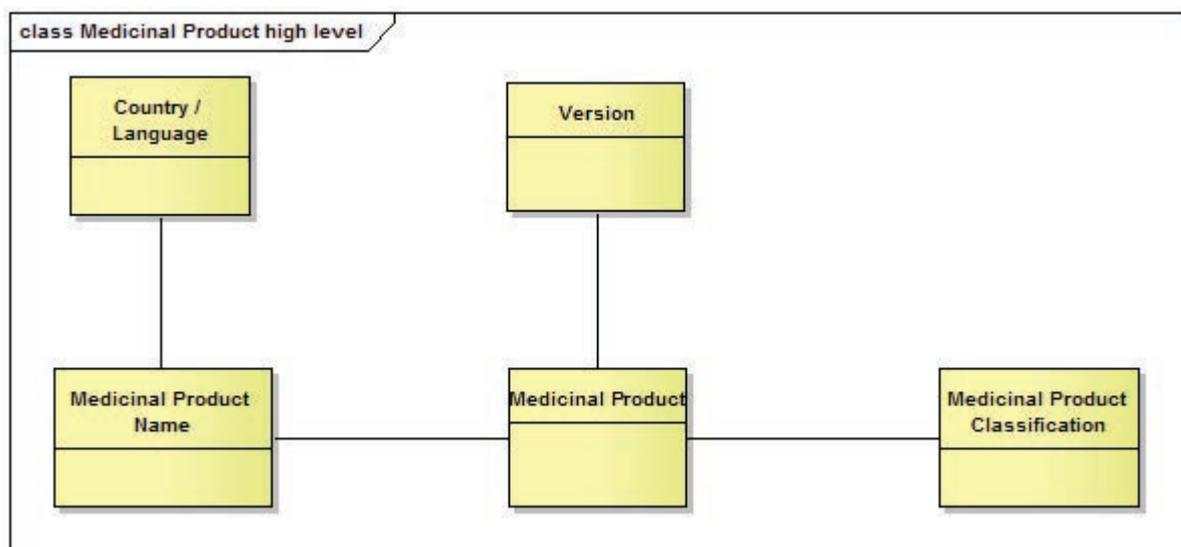 class Medicinal Product high level
Country /
Language
Version
Medicinal Product
Name
Medicinal Product
Medicinal Product
Classification